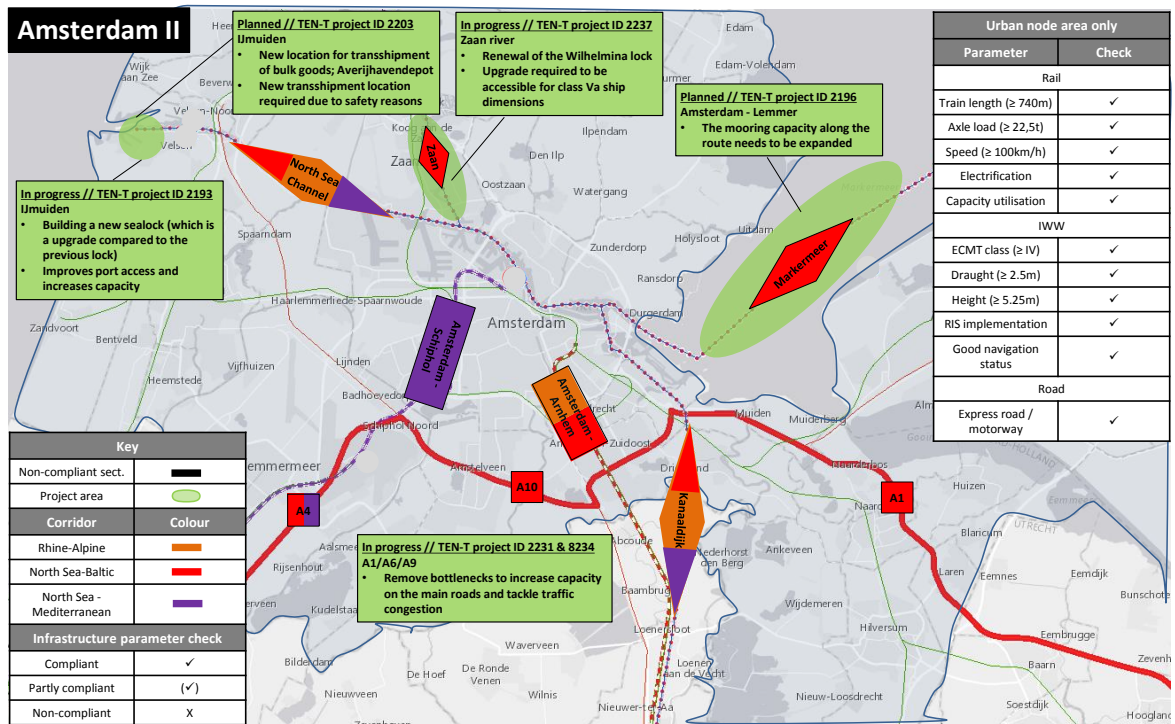 Amsterdam II
Planned // TEN-T project ID 2203
IJmuiden
• New location for transshipment
of bulk goods; Averijhavendepot
• New transshipment location
required due to safety reasons
In progress // TEN-T project ID 2237
Zaan river
• Renewal of the Wilhelmina lock
• Upgrade required to be
accessible for class Va ship
dimensions
Planned // TEN-T project ID 2196
Amsterdam - Lemmer
• The mooring capacity along the
route needs to be expanded
In progress // TEN-T project ID 2193
IJmuiden
• Building a new sealock (which is
a upgrade compared to the
previous lock)
• Improves port access and
increases capacity
In progress // TEN-T project ID 2231 & 8234
A1/A6/A9
• Remove bottlenecks to increase capacity
on the main roads and tackle traffic
congestion
Urban node area only
Parameter Check
Rail
Train length (≥ 740m) ✓
Axle load (≥ 22,5t) ✓
Speed (≥ 100km/h) ✓
Electrification ✓
Capacity utilisation ✓
IWW
ECMT class (≥ IV) ✓
Draught (≥ 2.5m) ✓
Height (≥ 5.25m) ✓
RIS implementation ✓
Good navigation
status ✓
Road
Express road /
motorway ✓
Key
Non-compliant sect.
Project area
Corridor Colour
Rhine-Alpine
North Sea-Baltic
North Sea -
Mediterranean
Infrastructure parameter check
Compliant ✓
Partly compliant (✓)
Non-compliant X
North Sea
Channel
Zaan
Markermeer
Amsterdam -
Schiphol
Amsterdam -
Arnhem
Kanaaldijk
A4
A10
A1
Wijk
aan Zee
Velsen
Edam
Edam-Volendam
Ilpendam
Den Ilp
Oostzaan
Watergang
Zunderdorp
Holysloot
Uitdam
Ransdorp
Durgerdam
Spaarndam
Haarlemmerliede-Spaarnwoude
Zandvoort
Bentveld
Vijfhuizen
Lijnden
Heemstede
Amsterdam
Amstelveen
Zuidoost
Muiden
Muiderberg
Huizen
Blaricum
Laren
Eemnes
Eemdijk
UTRECHT
Bunschote
Ankeveen
Nederhorst
den Berg
Abcoude
Baambrug
Loenersloot
Wijdemeren
Hilversum
Eembrugge
Baarn
Loenen
aan de Vecht
Nieuw-Loosdrecht
Soestdijk
Hoogland
Rijsenhout
Kudelstaa
Bilderdam
De Hoef
De Ronde
Venen
Waverveen
Wilnis
Nieuwveen
Zevenhoven
Nieuwer-ter-Aa